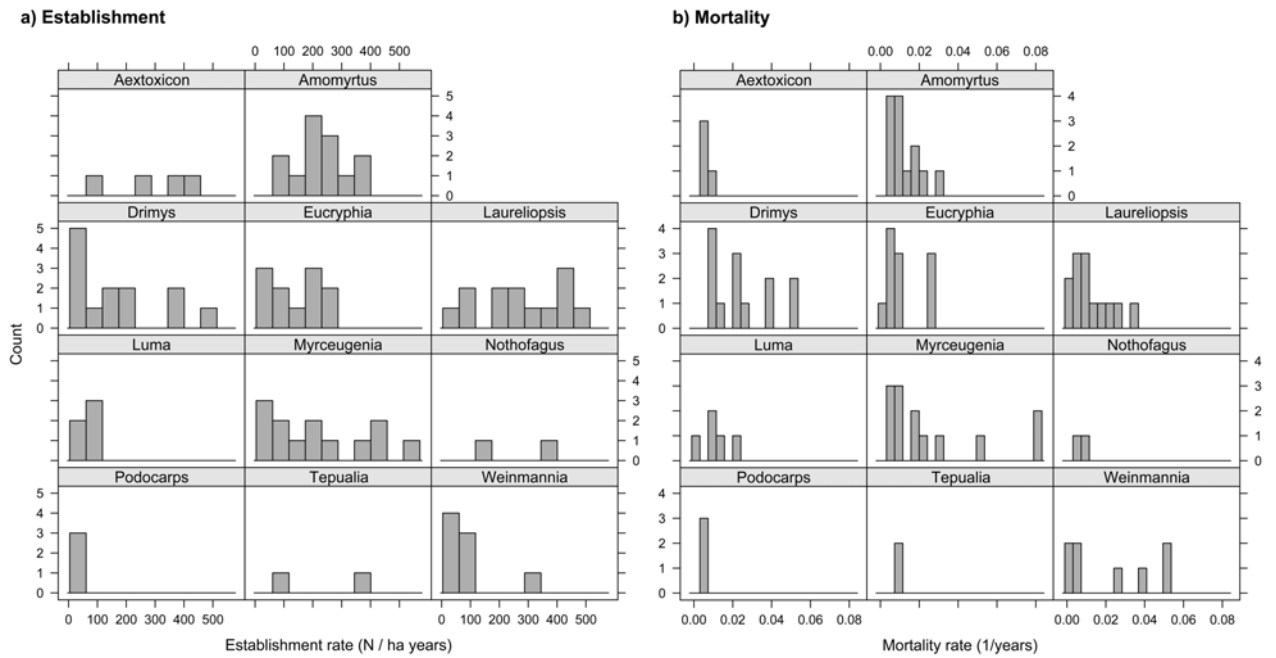 a) Establishment
0 100 200 300 400 500
Aextoxicon Amomyrtus
5
4
3
2
1
0
Drimys Eucryphia Laureliopsis
5
4
3
2
1
0
Luma Myrceugenia Nothofagus
5
4
3
2
1
0
Podocarps Tepualia Weinmannia
5
4
3
2
1
0
0 100 200 300 400 500 0 100 200 300 400 500
Count
Establishment rate (N / ha years)
b) Mortality
0.00 0.02 0.06 0.08
Aextoxicon Amomyrtus
4
3
2
1
0
Drimys Eucryphia Laureliopsis
4
3
2
1
0
Luma Myrceugenia Nothofagus
4
3
2
1
0
Podocarps Tepualia Weinmannia
4
3
2
1
0
0.00 0.02 0.06 0.08 0.00 0.02 0.04 0.06 0.08
Mortality rate (1/years)